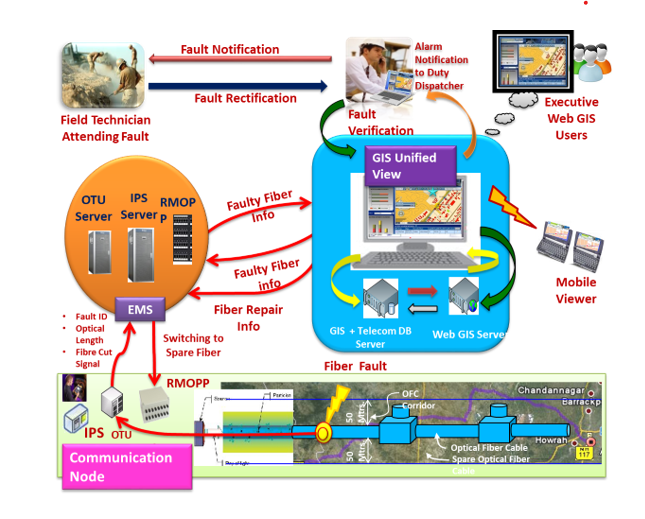 Fault Notification
Fault Rectification
Alarm
Notification
to Duty
Dispatcher
Field Technician
Attending Fault
Fault
Verification
Executive
Web GIS
Users
GIS Unified
View
OTU
Server
IPS
Server
RMOP
P
Faulty Fiber
Info
Faulty Fiber
info
Fiber Repair
Info
Mobile
Viewer
GIS + Telecom DB
Server
Web GIS Server
EMS
• Fault ID
• Optical
Length
• Fibre Cut
Signal
Switching to
Spare Fiber
Fiber Fault
RMOPP
IPS
OTU
Communication
Node
Particles
50
Mtrs.
50
Mtrs.
OFC
Corridor
Optical Fiber Cable
Spare Optical Fiber
Cable
Chandannagar
Barrackp
Howrah
117